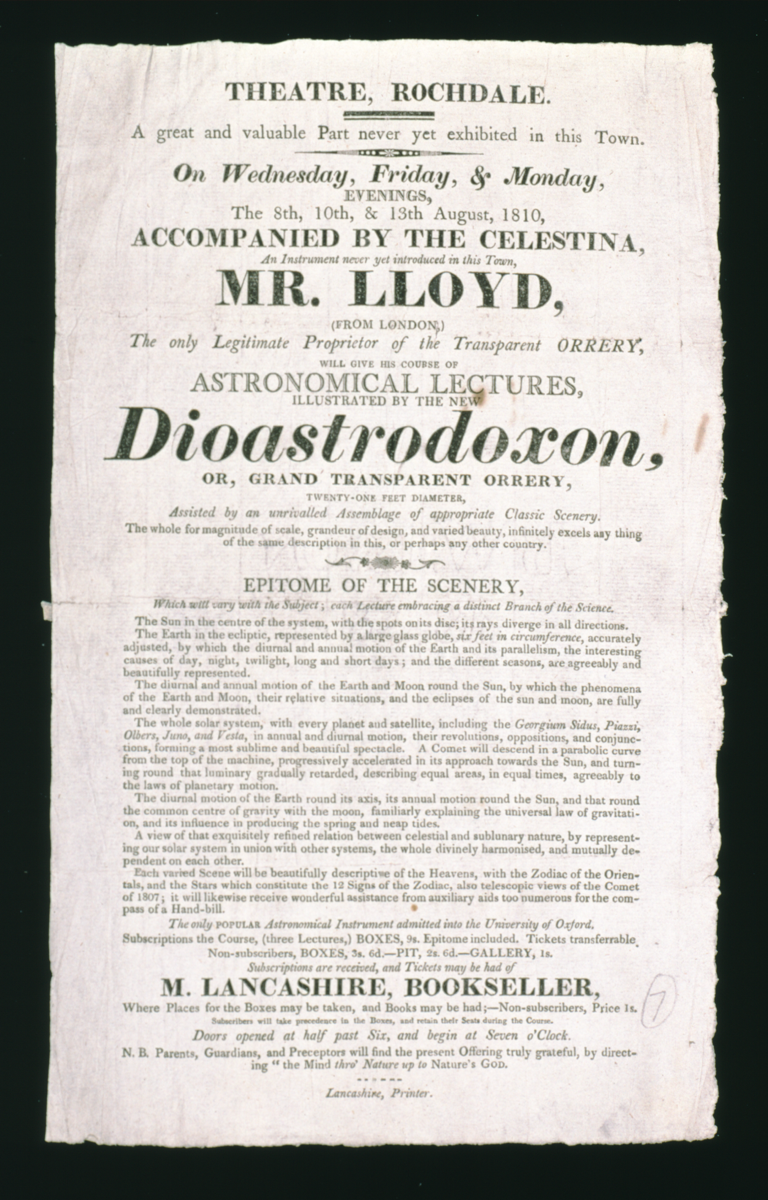 THEATRE, ROCHDALE.
A great and valuable Part never yet exhibited in this Town.
On Wednesday, Friday, & Monday,
EVENINGS,
The 8th, 10th, & 13th August, 1810,
ACCOMPANIED BY THE CELESTINA,
An Instrument never yet introduced in this Town,
MR. LLOYD,
(FROM LONDON,)
The only Legitimate Proprietor of the Transparent ORRERY,
WILL GIVE HIS COURSE OF
ASTRONOMICAL LECTURES,
ILLUSTRATED BY THE NEW
Dioastrodoxon,
OR, GRAND TRANSPARENT ORRERY,
TWENTY-ONE FEET DIAMETER,
Assisted by an unrivalled Assemblage of appropriate Classic Scenery.
The whole for magnitude of scale, grandeur of design, and varied beauty, infinitely excels any thing
of the same description in this, or perhaps any other country.
EPITOME OF THE SCENERY,
Which will vary with the Subject; each Lecture embracing a distinct Branch of the Science.
The Sun in the centre of the system, with the spots on its disc; its rays diverge in all directions.
The Earth in the ecliptic, represented by a large glass globe, six feet in circumference, accurately
adjusted, by which the diurnal and annual motion of the Earth and its parallelism, the interesting
causes of day, night, twilight, long and short days; and the different seasons, are agreeably and
beautifully represented.
The diurnal and annual motion of the Earth and Moon round the Sun, by which the phenomena
of the Earth and Moon, their relative situations, and the eclipses of the sun and moon, are fully
and clearly demonstrated.
The whole solar system, with every planet and satellite, including the Georgium Sidus, Piazzi,
Olbers, Juno, and Vesta, in annual and diurnal motion, their revolutions, oppositions, and conjunc-
tions, forming a most sublime and beautiful spectacle. A Comet will descend in a parabolic curve
from the top of the machine, progressively accelerated in its approach towards the Sun, and turn-
ing round that luminary gradually retarded, describing equal areas, in equal times, agreeably to
the laws of planetary motion.
The diurnal motion of the Earth round its axis, its annual motion round the Sun, and that round
the common centre of gravity with the moon, familiarly explaining the universal law of gravitati-
on, and its influence in producing the spring and neap tides.
A view of that exquisitely refined relation between celestial and sublunary nature, by represent-
ing our solar system in union with other systems, the whole divinely harmonised, and mutually de-
pendent on each other.
Each varied Scene will be beautifully descriptive of the Heavens, with the Zodiac of the Orien-
tals, and the Stars which constitute the 12 Signs of the Zodiac, also telescopic views of the Comet
of 1807; it will likewise receive wonderful assistance from auxiliary aids too numerous for the com-
pass of a Hand-bill.
The only POPULAR Astronomical Instrument admitted into the University of Oxford.
Subscriptions the Course, (three Lectures,) BOXES, 9s. Epitome included. Tickets transferrable.
Non-subscribers, BOXES, 3s. 6d.—PIT, 2s. 6d.—GALLERY, 1s.
Subscriptions are received, and Tickets may be had of
M. LANCASHIRE, BOOKSELLER,
Where Places for the Boxes may be taken, and Books may be had;—Non-subscribers, Price 1s.
Subscribers will take precedence in the Boxes, and retain their Seats during the Course.
Doors opened at half past Six, and begin at Seven o'Clock.
N. B. Parents, Guardians, and Preceptors will find the present Offering truly grateful, by direct-
ing "the Mind thro' Nature up to Nature's GOD.
Lancashire, Printer.
7